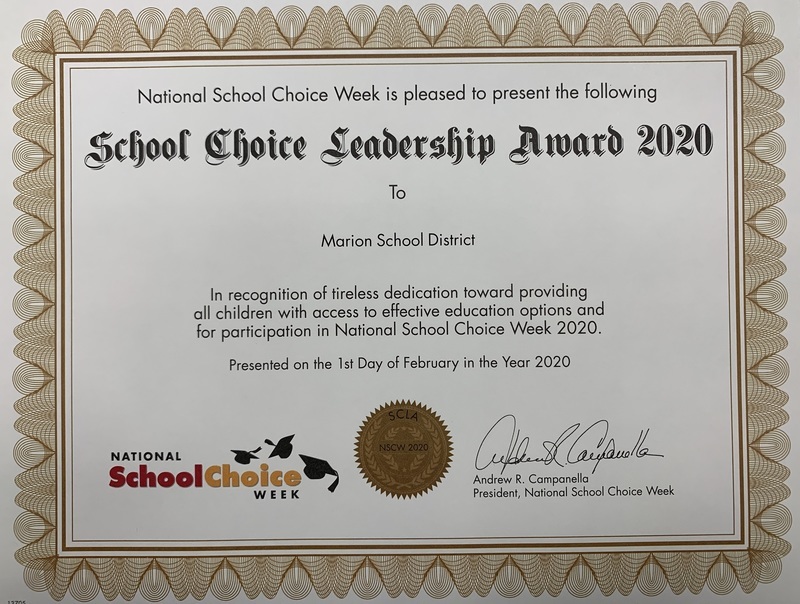 National School Choice Week is pleased to present the following
School Choice Leadership Award 2020
To
Marion School District
In recognition of tireless dedication toward providing
all children with access to effective education options and
for participation in National School Choice Week 2020.
Presented on the 1st Day of February in the Year 2020
NATIONAL
SchoolChoice
WEEK
SCLA
NSCW 2020
Andrew R. Campanella
Andrew R. Campanella
President, National School Choice Week